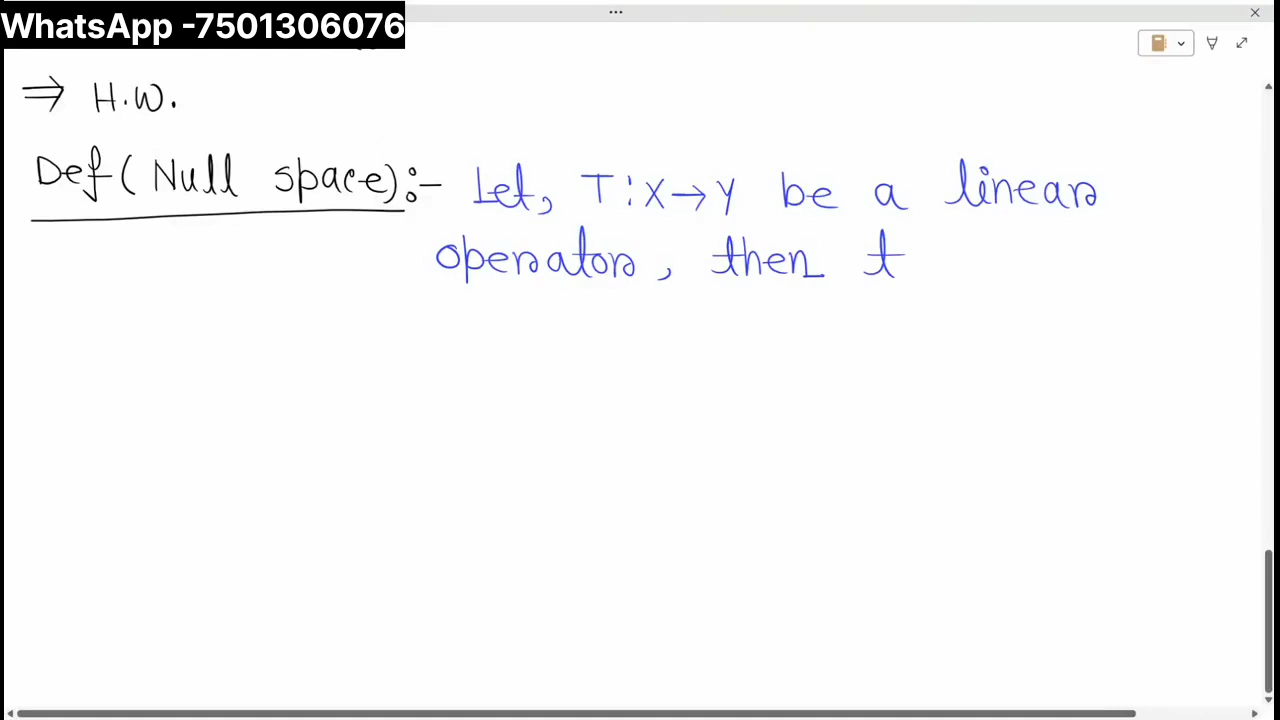 WhatsApp -7501306076
⇒ H.W.
Def (Null space):- Let, T:X→Y be a linear
operator, then t